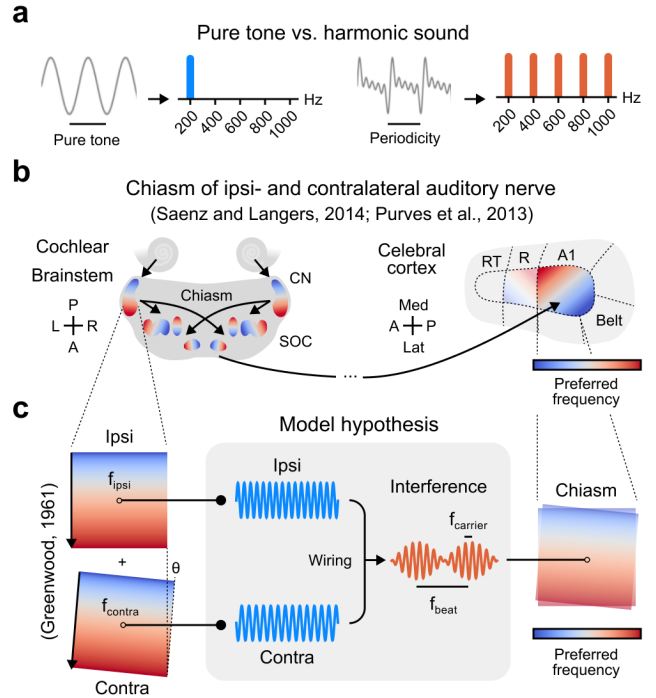 a
Pure tone vs. harmonic sound
Pure tone
200 400 600 800 1000
Hz
Periodicity
200 400 600 800 1000
Hz
b
Chiasm of ipsi- and contralateral auditory nerve
(Saenz and Langers, 2014; Purves et al., 2013)
Cochlear
Brainstem
P
L R
A
Chiasm
CN
SOC
...
Celebral
cortex
Med
A P
Lat
RT R A1
Belt
Preferred
frequency
c
Model hypothesis
(Greenwood, 1961)
Ipsi
fipsi
+
θ
fcontra
Contra
Ipsi
Contra
Wiring
Interference
fcarrier
fbeat
Chiasm
Preferred
frequency